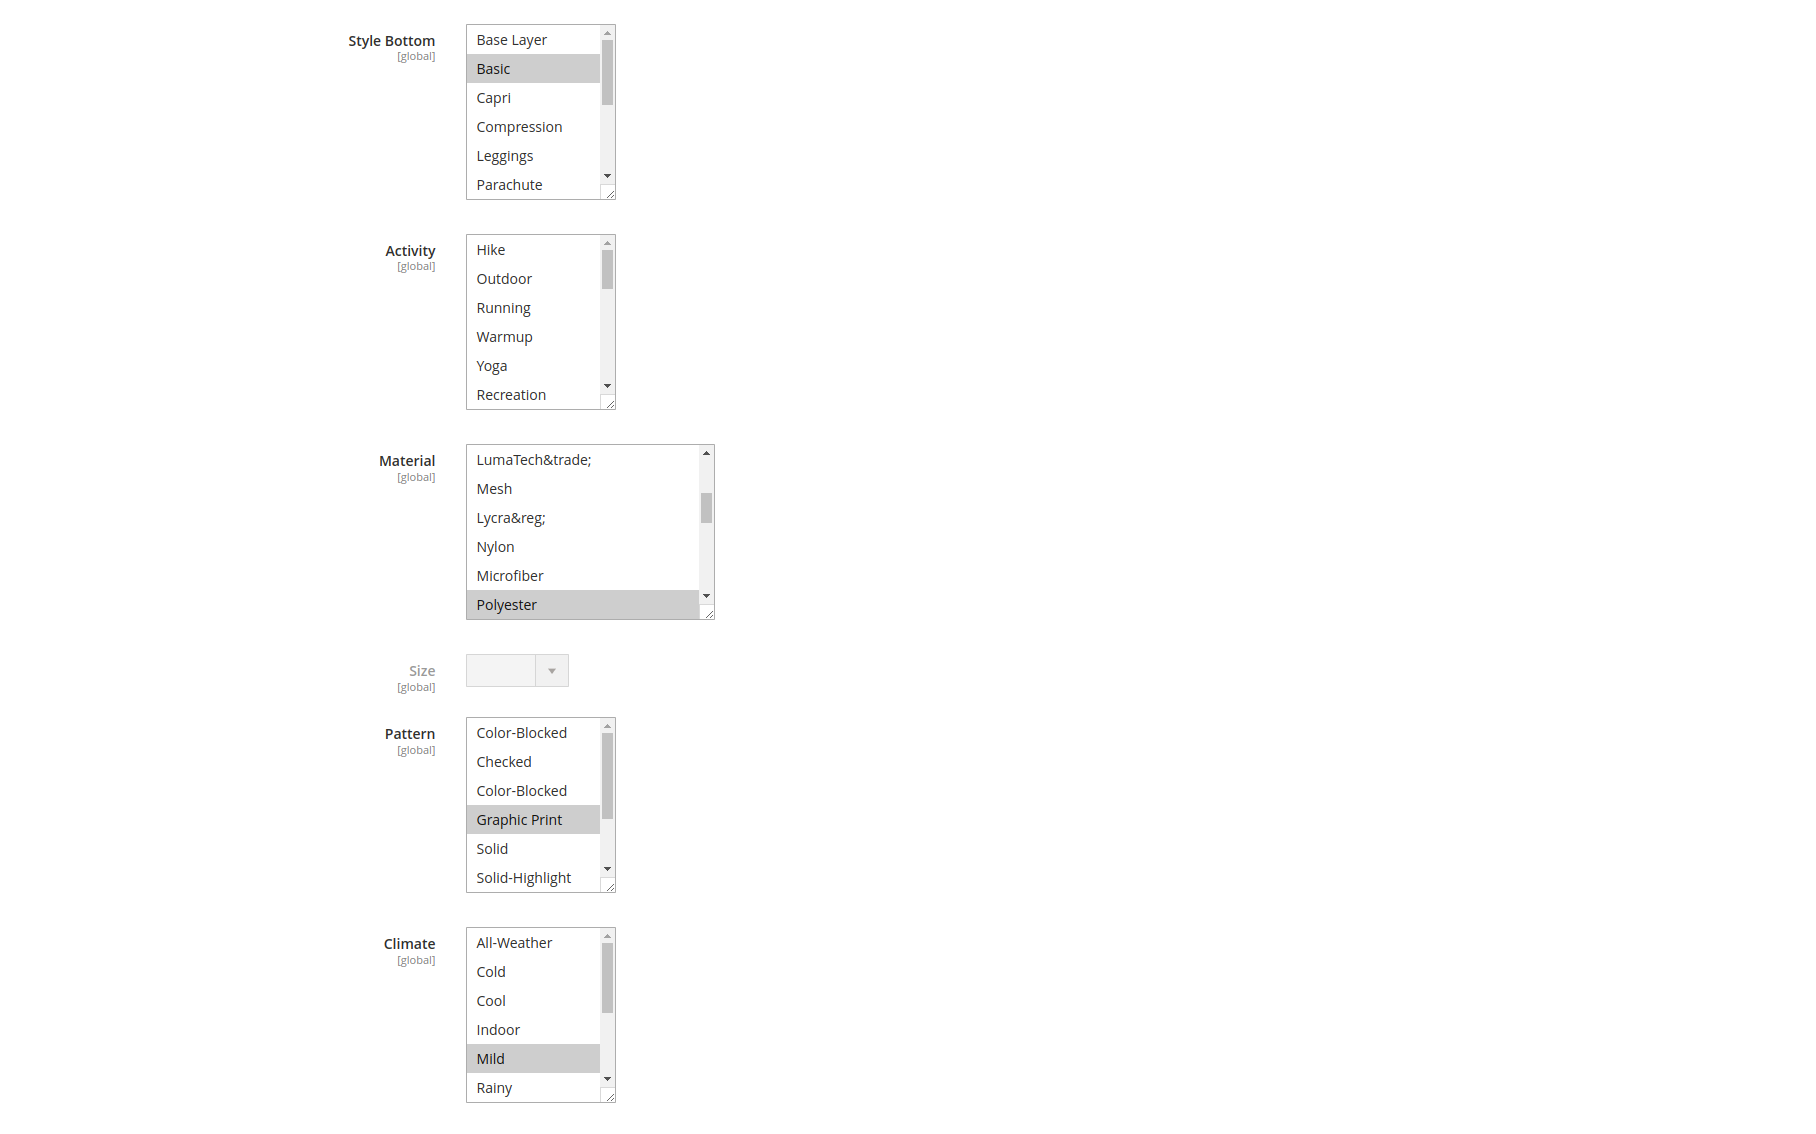 Style Bottom
[global]
Base Layer
Basic
Capri
Compression
Leggings
Parachute
Activity
[global]
Hike
Outdoor
Running
Warmup
Yoga
Recreation
Material
[global]
LumaTech&trade;
Mesh
Lycra&reg;
Nylon
Microfiber
Polyester
Size
[global]
Pattern
[global]
Color-Blocked
Checked
Color-Blocked
Graphic Print
Solid
Solid-Highlight
Climate
[global]
All-Weather
Cold
Cool
Indoor
Mild
Rainy